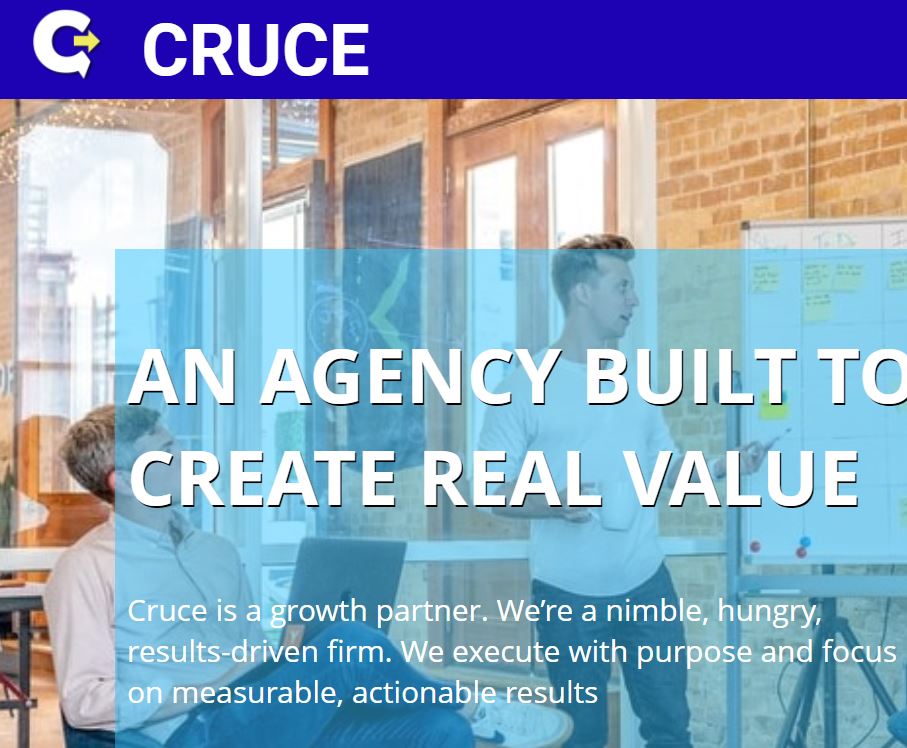 CRUCE
AN AGENCY BUILT TO
CREATE REAL VALUE
Cruce is a growth partner. We’re a nimble, hungry,
results-driven firm. We execute with purpose and focus
on measurable, actionable results